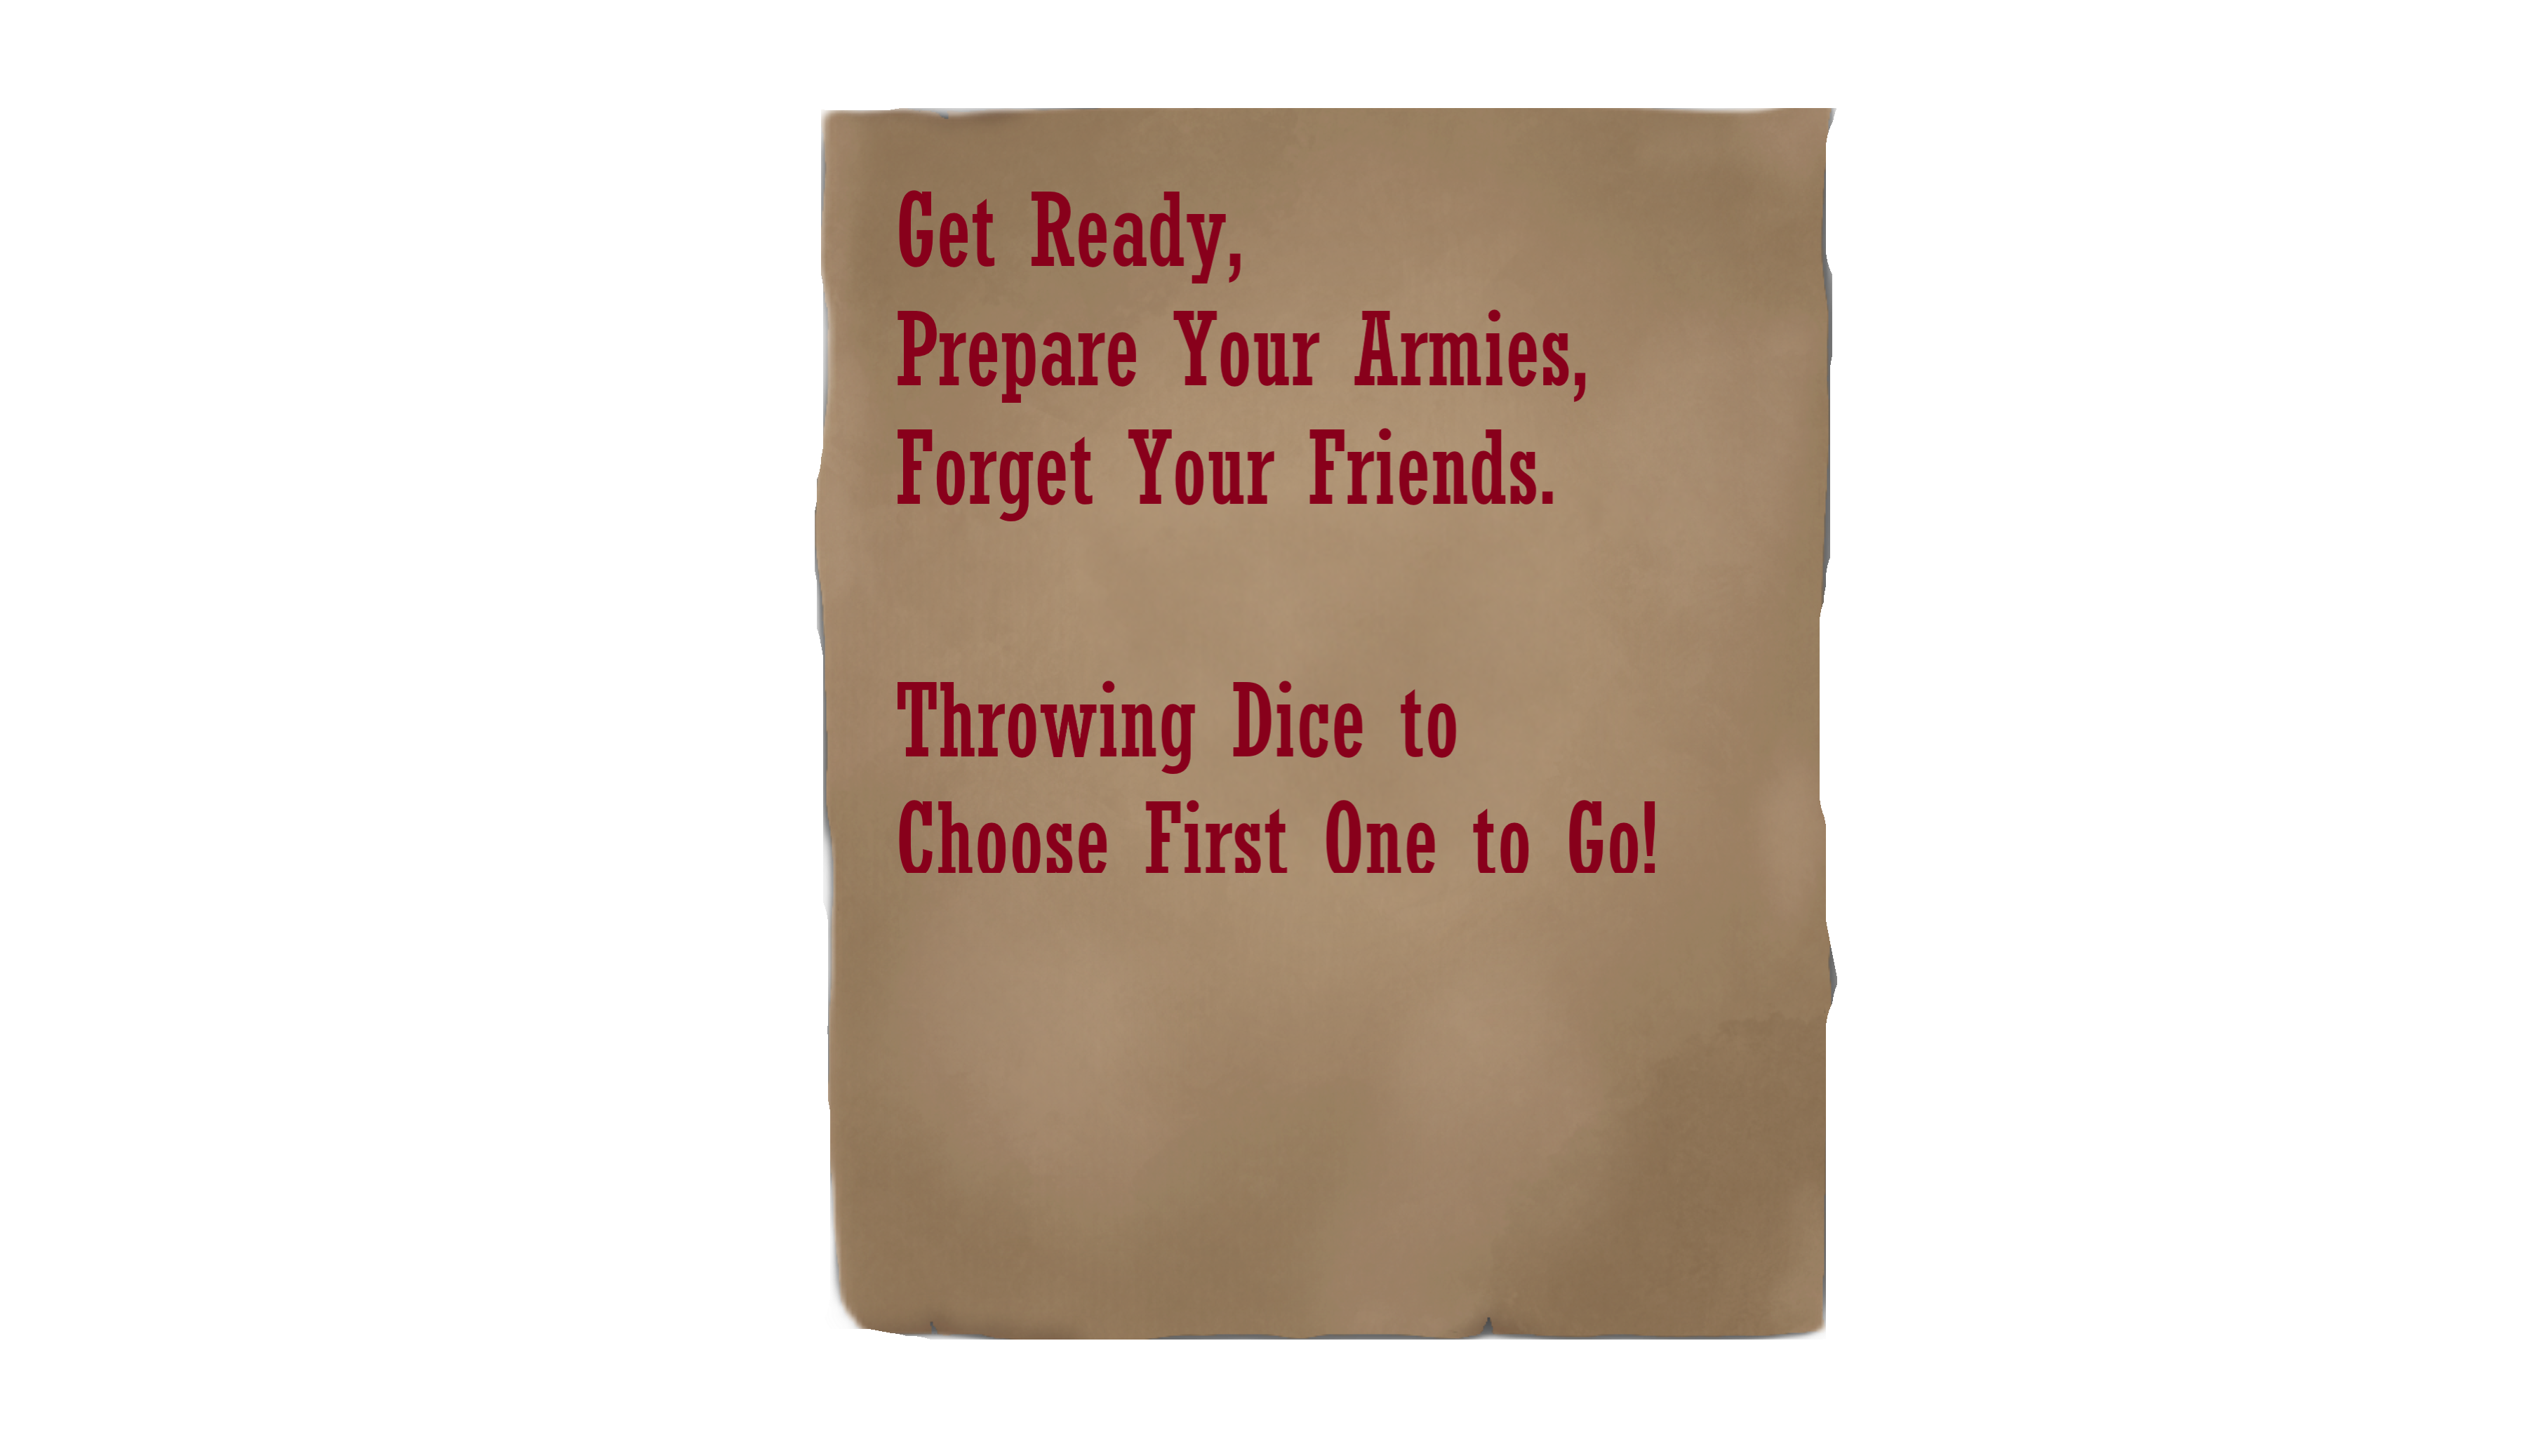 Get Ready,
Prepare Your Armies,
Forget Your Friends.
Throwing Dice to
Choose First One to Go!